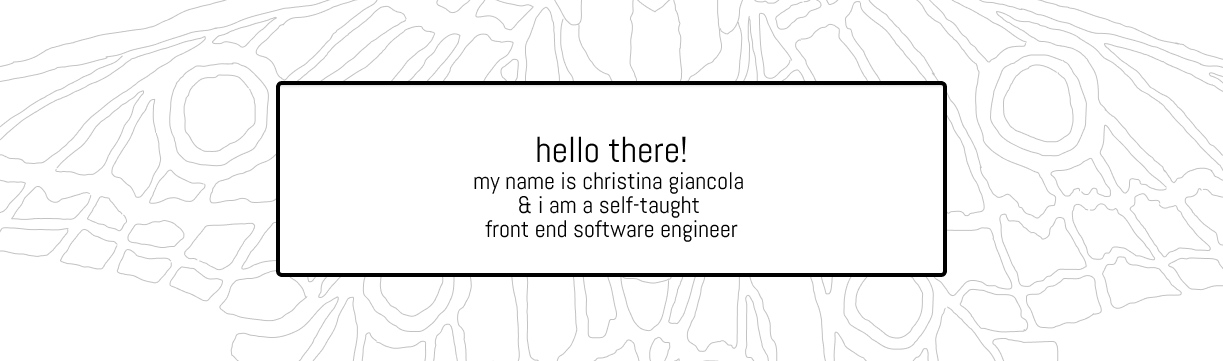 hello there!
my name is christina giancola
& i am a self-taught
front end software engineer